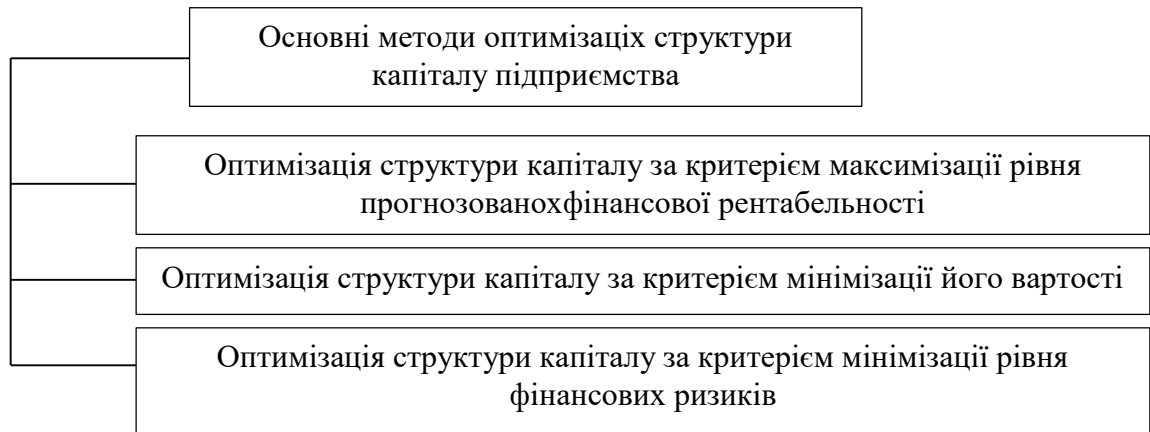 Основні методи оптимізаціх структури
капіталу підприємства
Оптимізація структури капіталу за критерієм максимізації рівня
прогнозованохфінансової рентабельності
Оптимізація структури капіталу за критерієм мінімізації його вартості
Оптимізація структури капіталу за критерієм мінімізації рівня
фінансових ризиків